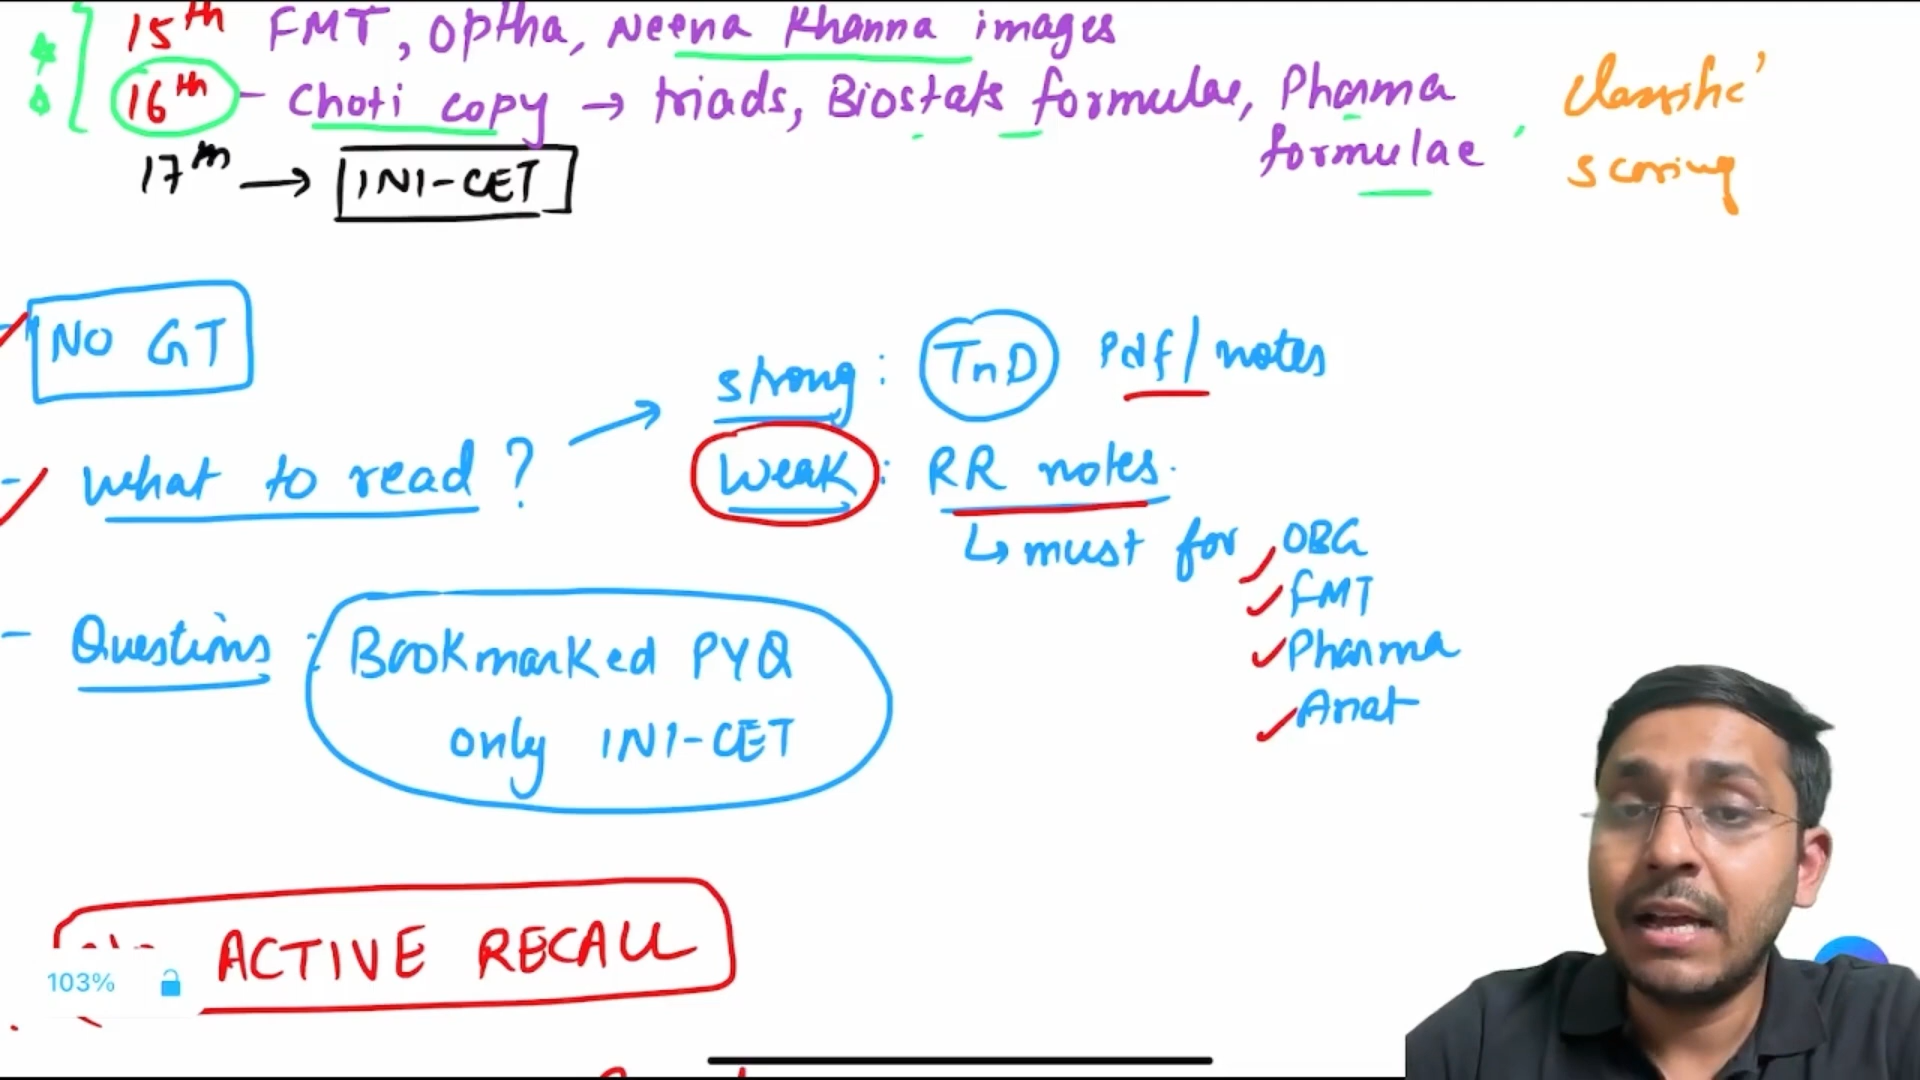 15th FMT, Optha, Neena Khanna images
16th - Choti copy → triads, Biostats formulae, Pharma formulae, classific' scoring
17th → INI-CET
- NO GT
- What to read ? → strong : TnD Pdf/notes
Weak : RR notes.
↳ must for OBG
FMT
Pharma
Anat
- Questions : Bookmarked PYQ
only INI-CET
ACTIVE RECALL
103%